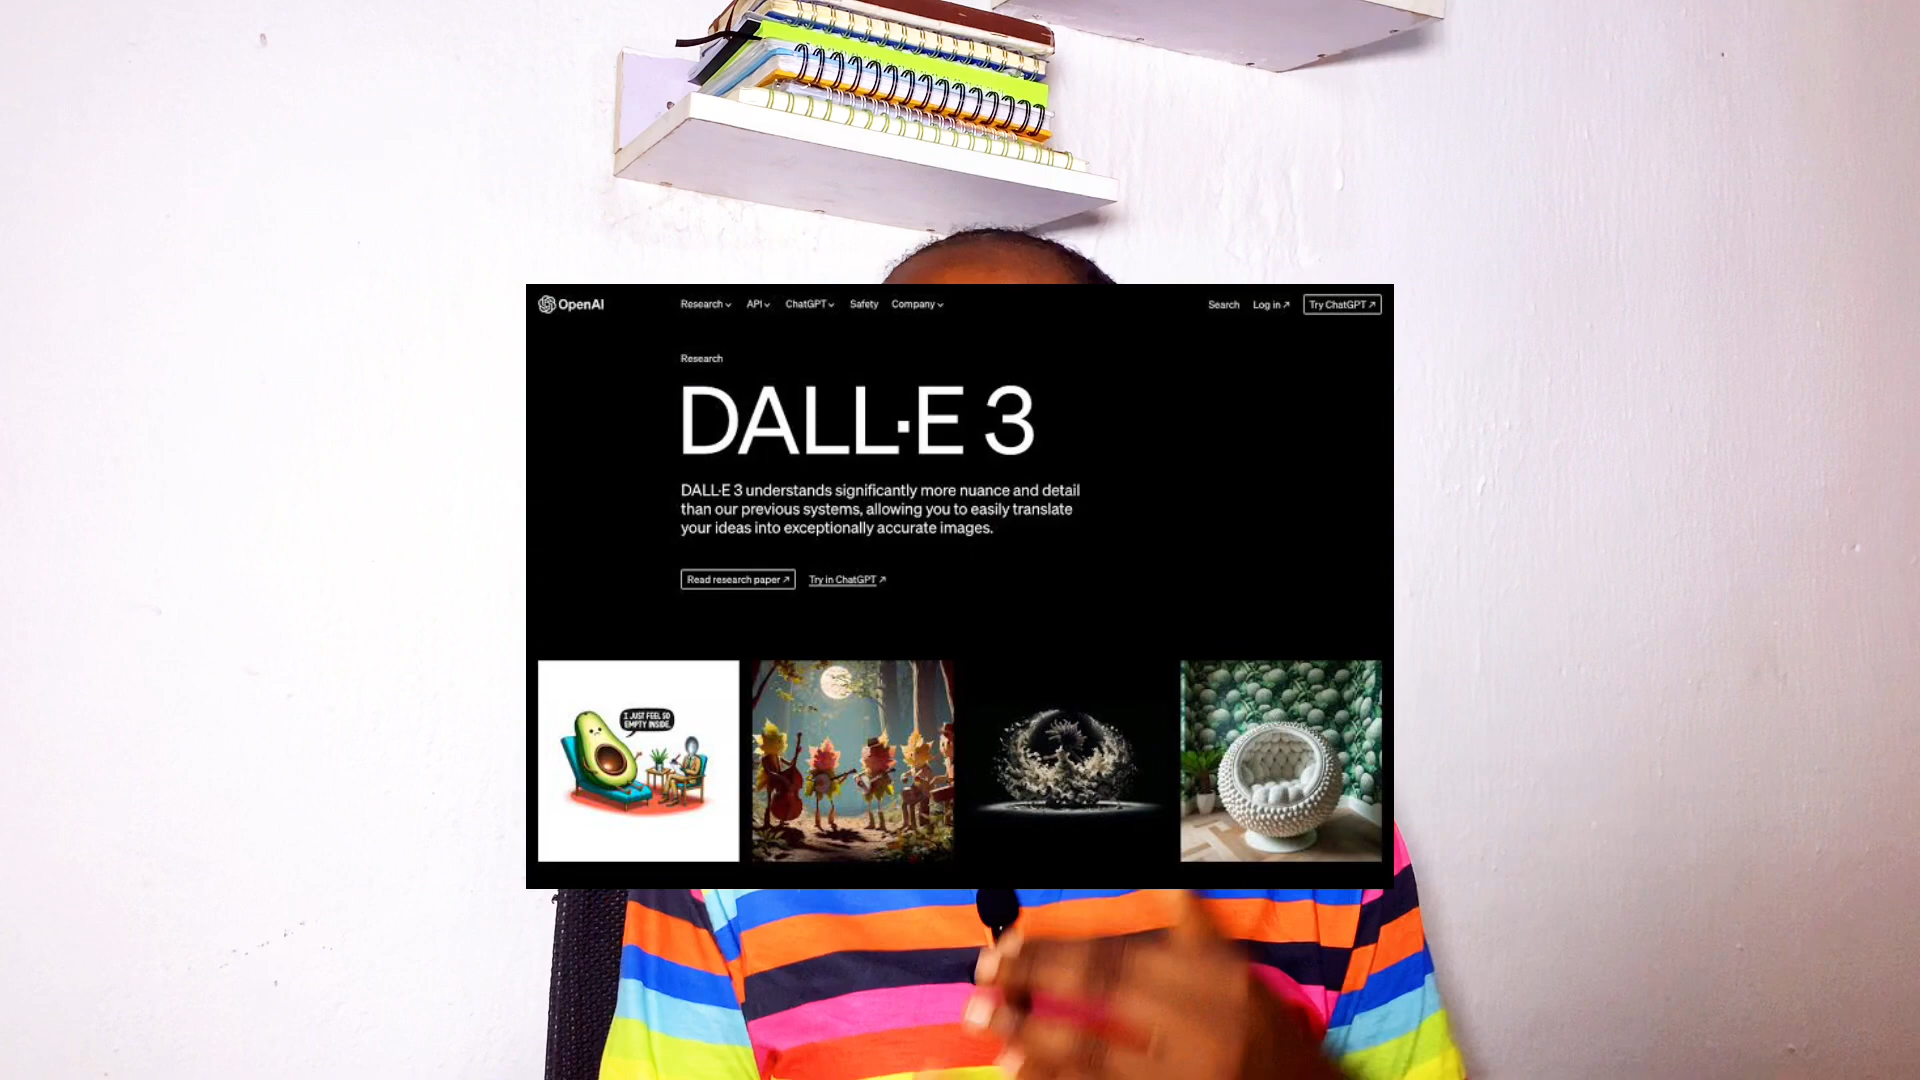 OpenAI
Research
API
ChatGPT
Safety
Company
Search
Log in ↗
Try ChatGPT ↗
Research
DALL·E 3
DALL·E 3 understands significantly more nuance and detail
than our previous systems, allowing you to easily translate
your ideas into exceptionally accurate images.
Read research paper ↗
Try in ChatGPT ↗
I JUST FEEL SO
EMPTY INSIDE.